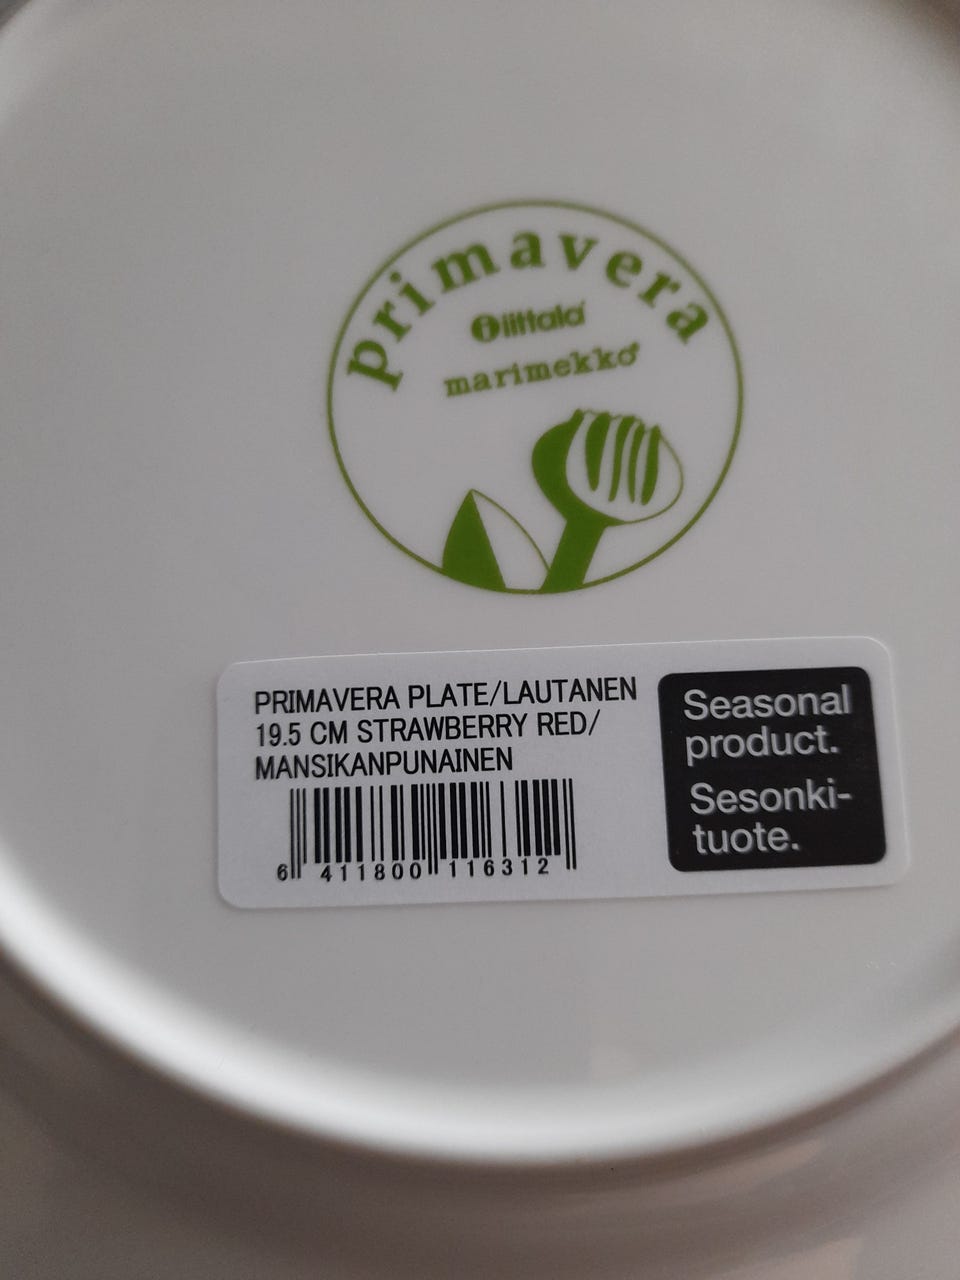 primavera
iittala
marimekko
PRIMAVERA PLATE/LAUTANEN
19.5 CM STRAWBERRY RED/
MANSIKANPUNAINEN
6 411800 116312
Seasonal
product.
Sesonki-
tuote.